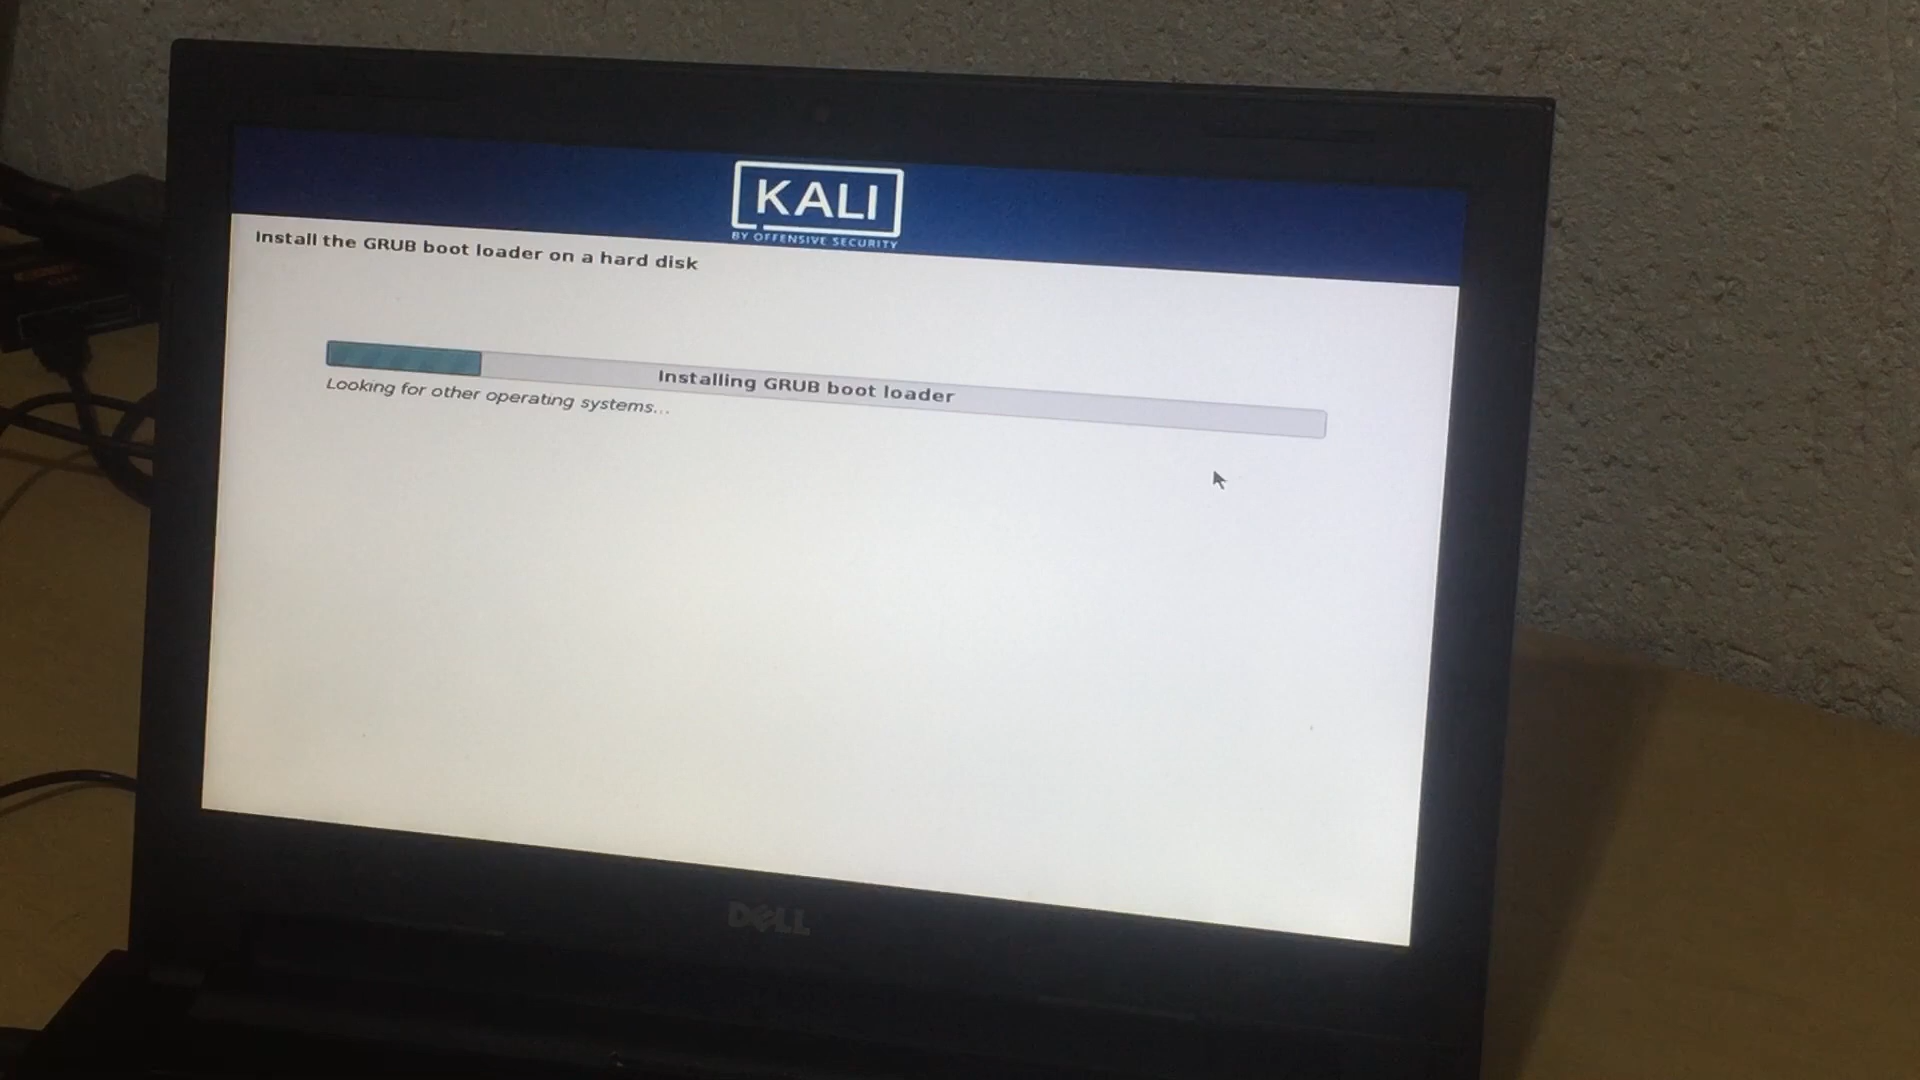 KALI
BY OFFENSIVE SECURITY
Install the GRUB boot loader on a hard disk
Installing GRUB boot loader
Looking for other operating systems...
DELL